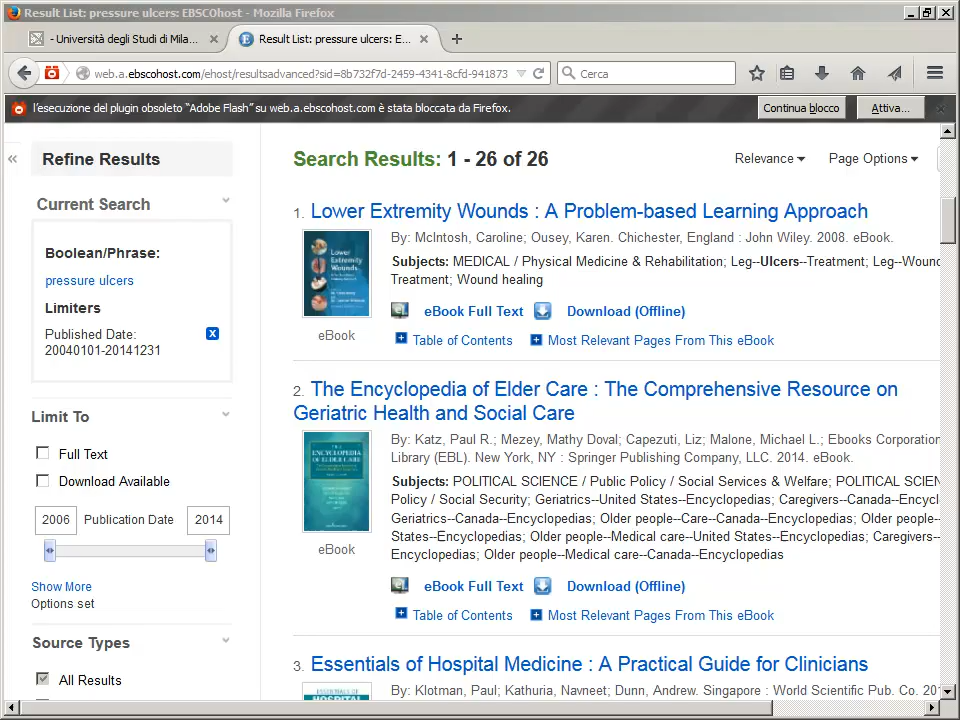 Result List: pressure ulcers: EBSCOhost - Mozilla Firefox
- Università degli Studi di Mila...
Result List: pressure ulcers: E...
web.a.ebscohost.com/ehost/resultsadvanced?sid=8b732f7d-2459-4341-8cfd-941873
Cerca
l'esecuzione del plugin obsoleto "Adobe Flash" su web.a.ebscohost.com è stata bloccata da Firefox.
Continua blocco
Attiva...
Refine Results
Current Search
Boolean/Phrase:
pressure ulcers
Limiters
Published Date:
20040101-20141231
Limit To
Full Text
Download Available
2006 Publication Date 2014
Show More
Options set
Source Types
All Results
Search Results: 1 - 26 of 26
Relevance
Page Options
1. Lower Extremity Wounds : A Problem-based Learning Approach
By: McIntosh, Caroline; Ousey, Karen. Chichester, England : John Wiley. 2008. eBook.
Subjects: MEDICAL / Physical Medicine & Rehabilitation; Leg--Ulcers--Treatment; Leg--Wound
Treatment; Wound healing
eBook
eBook Full Text
Download (Offline)
Table of Contents
Most Relevant Pages From This eBook
2. The Encyclopedia of Elder Care : The Comprehensive Resource on
Geriatric Health and Social Care
By: Katz, Paul R.; Mezey, Mathy Doval; Capezuti, Liz; Malone, Michael L.; Ebooks Corporation
Library (EBL). New York, NY : Springer Publishing Company, LLC. 2014. eBook.
Subjects: POLITICAL SCIENCE / Public Policy / Social Services & Welfare; POLITICAL SCIEN
Policy / Social Security; Geriatrics--United States--Encyclopedias; Caregivers--Canada--Encycl
Geriatrics--Canada--Encyclopedias; Older people--Care--Canada--Encyclopedias; Older people--
States--Encyclopedias; Older people--Medical care--United States--Encyclopedias; Caregivers--
Encyclopedias; Older people--Medical care--Canada--Encyclopedias
eBook
eBook Full Text
Download (Offline)
Table of Contents
Most Relevant Pages From This eBook
3. Essentials of Hospital Medicine : A Practical Guide for Clinicians
By: Klotman, Paul; Kathuria, Navneet; Dunn, Andrew. Singapore : World Scientific Pub. Co. 201